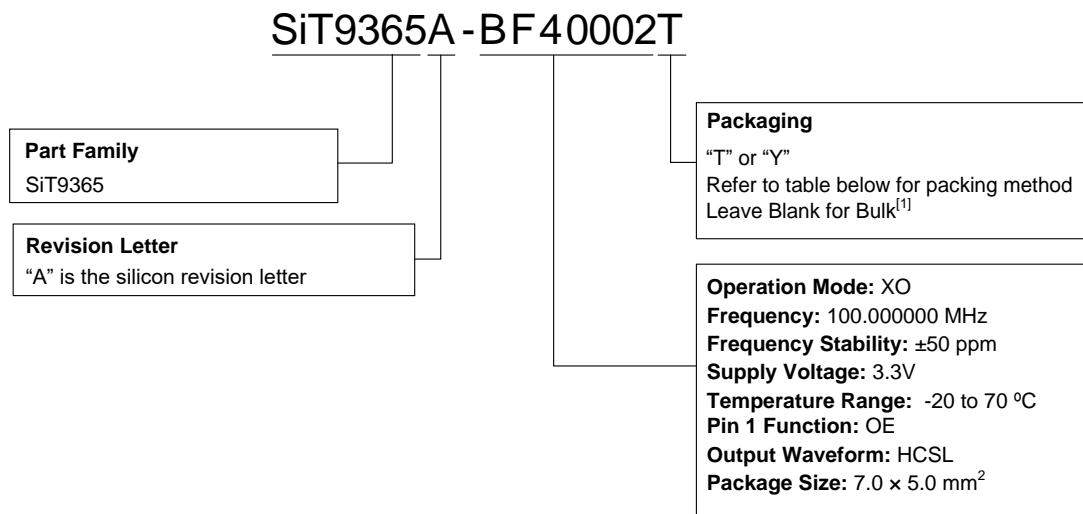 SiT9365A-BF40002T
Part Family
SiT9365
Revision Letter
“A” is the silicon revision letter
Packaging
“T” or “Y”
Refer to table below for packing method
Leave Blank for Bulk[1]
Operation Mode: XO
Frequency: 100.000000 MHz
Frequency Stability: ±50 ppm
Supply Voltage: 3.3V
Temperature Range: -20 to 70 ºC
Pin 1 Function: OE
Output Waveform: HCSL
Package Size: 7.0 × 5.0 mm2